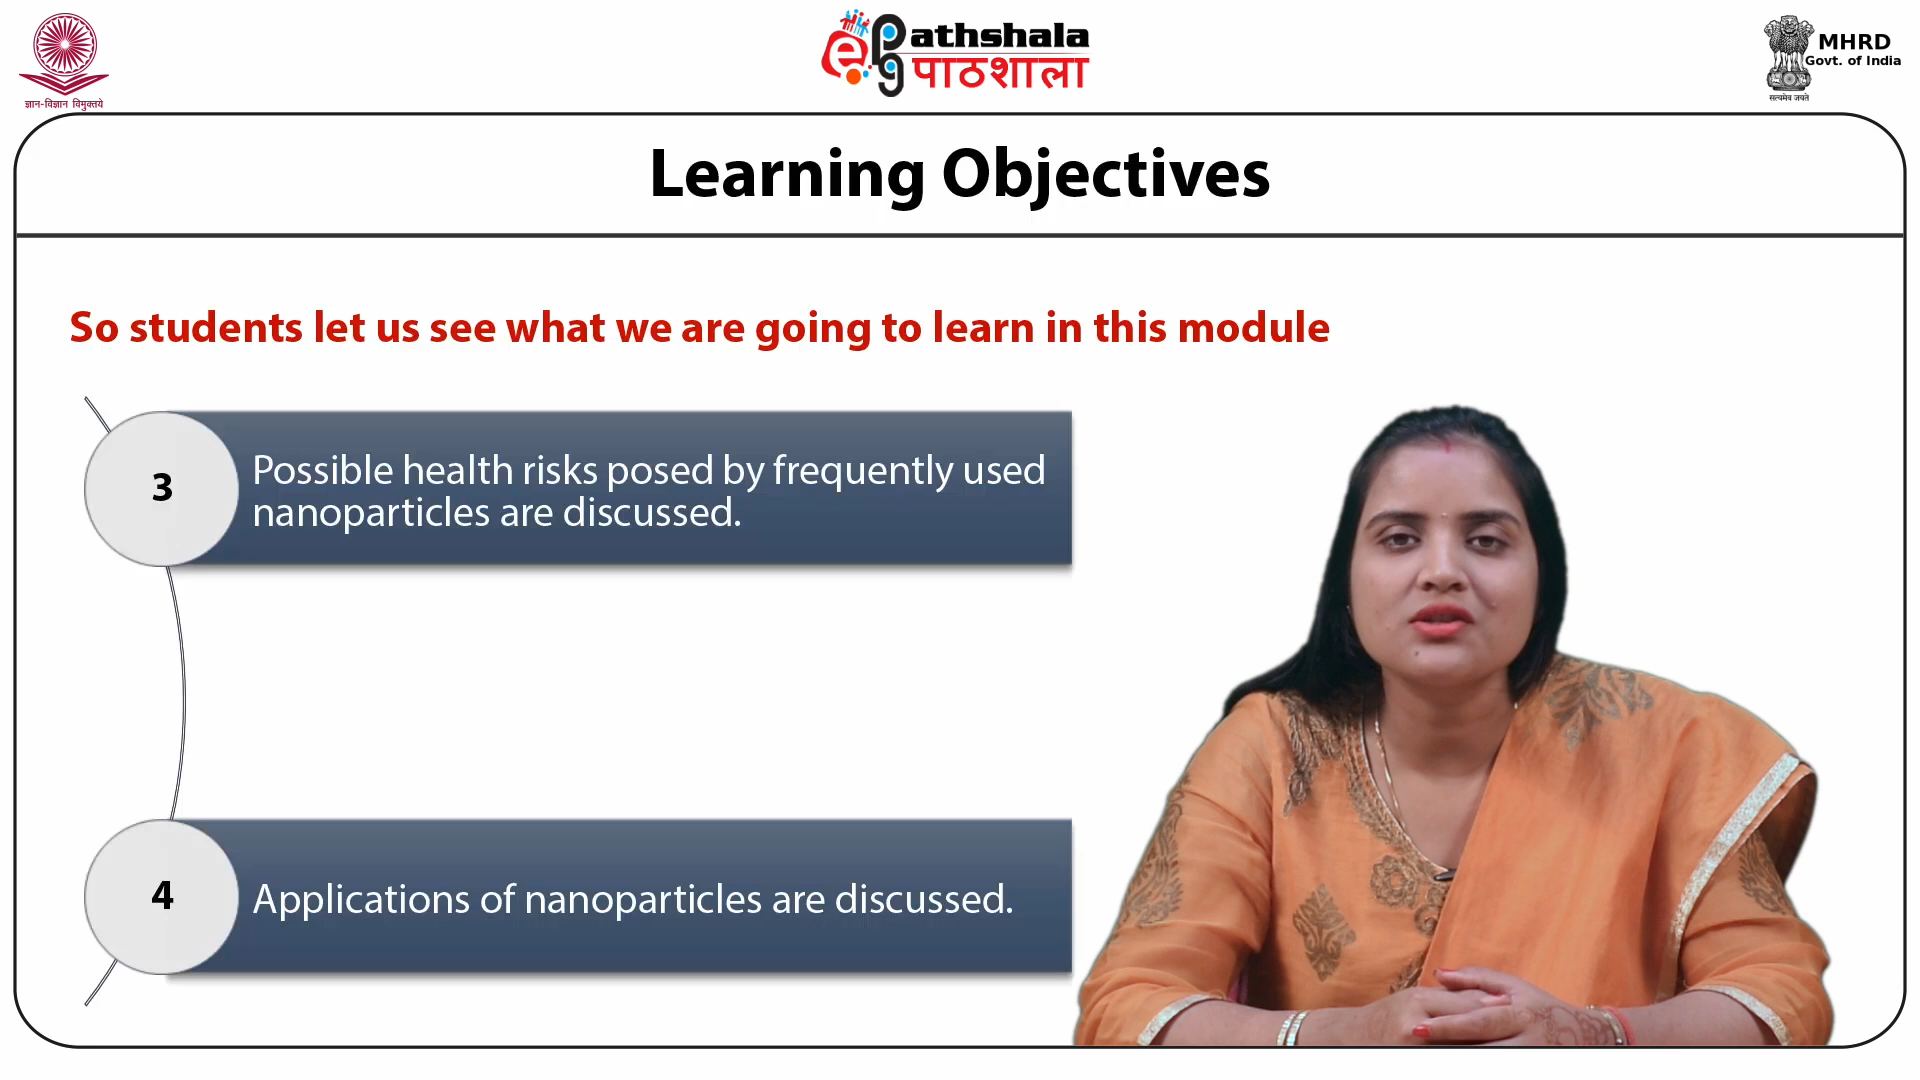 ज्ञान-विज्ञान विमुक्तये
ePathshala
पाठशाला
MHRD
Govt. of India
सत्यमेव जयते
Learning Objectives
So students let us see what we are going to learn in this module
3
Possible health risks posed by frequently used
nanoparticles are discussed.
4
Applications of nanoparticles are discussed.